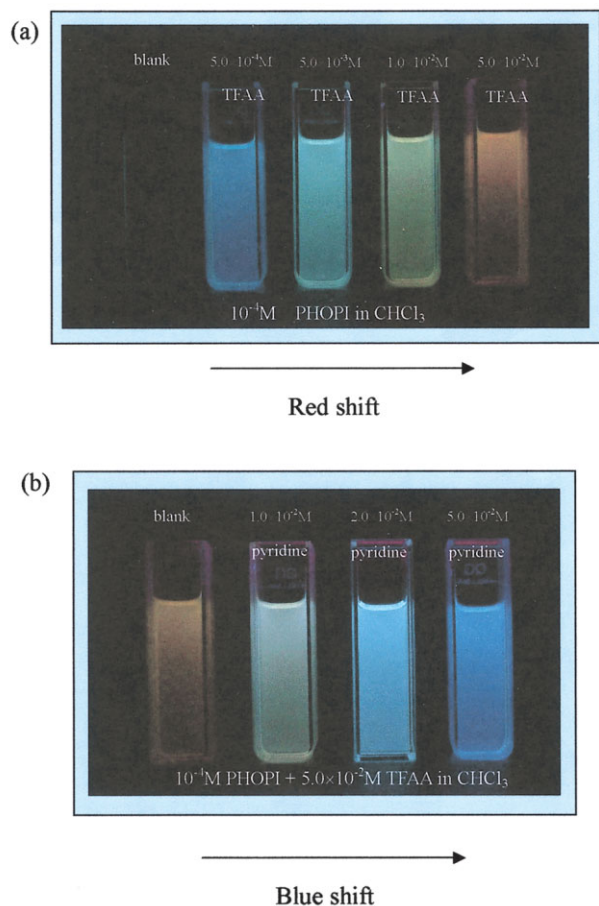 (a)
blank 5.0 10⁻⁴M 5.0 10⁻³M 1.0 10⁻²M 5.0 10⁻²M
TFAA TFAA TFAA TFAA
10⁻⁴M PHOPI in CHCl₃
Red shift
(b)
blank 1.0 10⁻²M 2.0 10⁻²M 5.0 10⁻²M
pyridine pyridine pyridine
10⁻⁴M PHOPI + 5.0×10⁻²M TFAA in CHCl₃
Blue shift